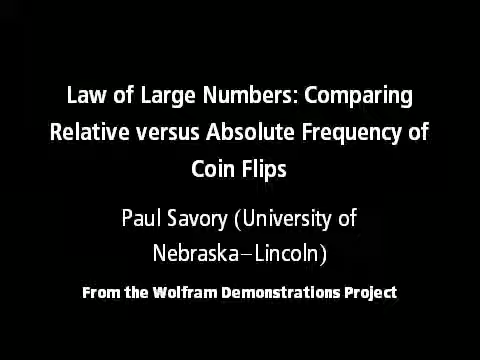 Law of Large Numbers: Comparing
Relative versus Absolute Frequency of
Coin Flips
Paul Savory (University of
Nebraska–Lincoln)
From the Wolfram Demonstrations Project